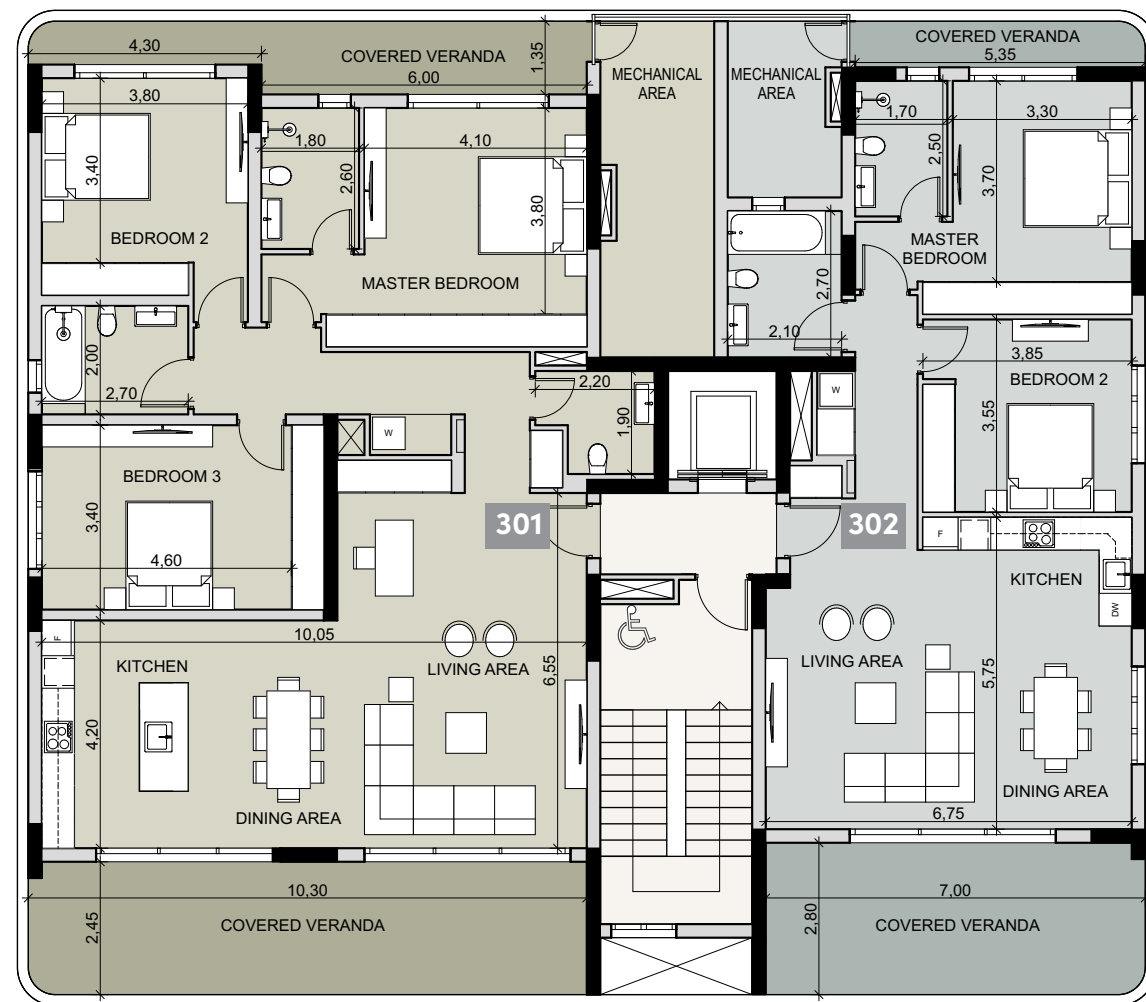 COVERED VERANDA
5,35
4,30
COVERED VERANDA
6,00
1,35
MECHANICAL
AREA
MECHANICAL
AREA
3,80
3,40
1,80
2,60
4,10
3,80
1,70
2,50
3,30
3,70
BEDROOM 2
MASTER BEDROOM
MASTER
BEDROOM
2,70
2,10
2,00
2,70
2,20
1,90
3,85
BEDROOM 2
3,55
W
W
BEDROOM 3
3,40
4,60
301
302
F
KITCHEN
DW
F
10,05
KITCHEN
LIVING AREA
6,55
LIVING AREA
5,75
4,20
DINING AREA
DINING AREA
6,75
10,30
COVERED VERANDA
2,45
7,00
COVERED VERANDA
2,80